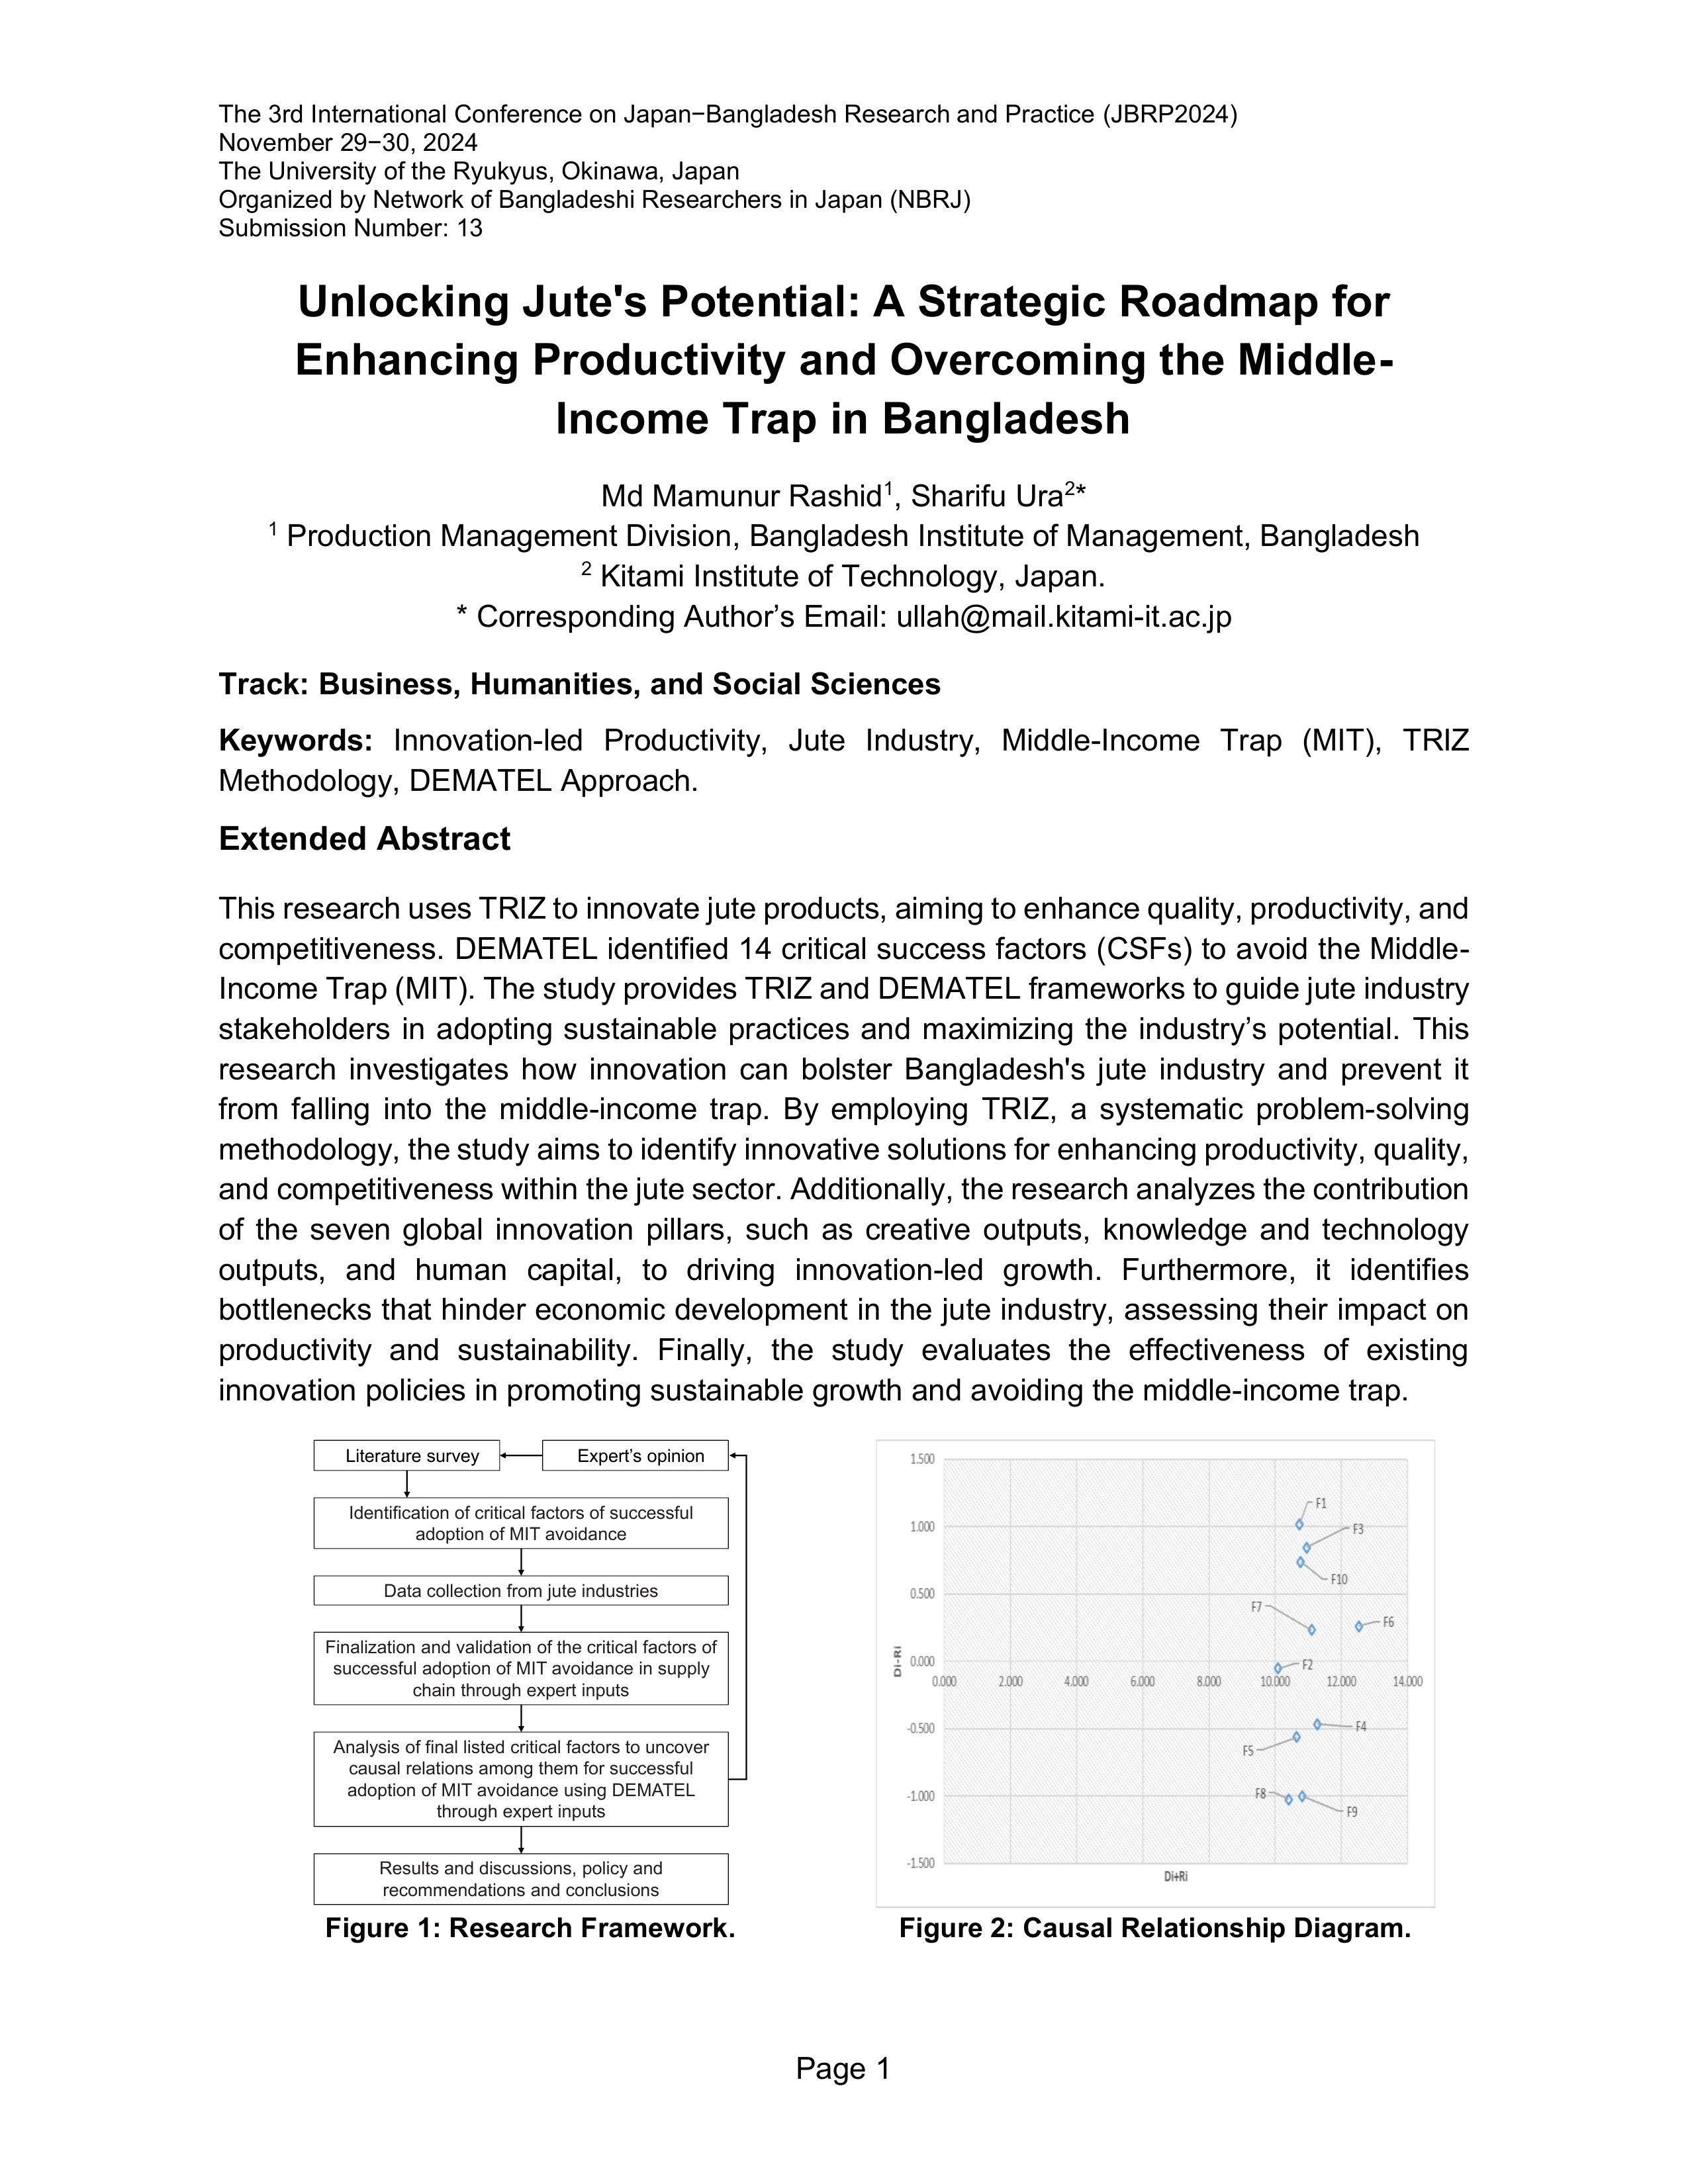 The 3rd International Conference on Japan−Bangladesh Research and Practice (JBRP2024)
November 29−30, 2024
The University of the Ryukyus, Okinawa, Japan
Organized by Network of Bangladeshi Researchers in Japan (NBRJ)
Submission Number: 13
Unlocking Jute's Potential: A Strategic Roadmap for
Enhancing Productivity and Overcoming the Middle-
Income Trap in Bangladesh
Md Mamunur Rashid1, Sharifu Ura2*
1 Production Management Division, Bangladesh Institute of Management, Bangladesh
2 Kitami Institute of Technology, Japan.
* Corresponding Author’s Email: ullah@mail.kitami-it.ac.jp
Track: Business, Humanities, and Social Sciences
Keywords: Innovation-led Productivity, Jute Industry, Middle-Income Trap (MIT), TRIZ
Methodology, DEMATEL Approach.
Extended Abstract
This research uses TRIZ to innovate jute products, aiming to enhance quality, productivity, and
competitiveness. DEMATEL identified 14 critical success factors (CSFs) to avoid the Middle-
Income Trap (MIT). The study provides TRIZ and DEMATEL frameworks to guide jute industry
stakeholders in adopting sustainable practices and maximizing the industry’s potential. This
research investigates how innovation can bolster Bangladesh's jute industry and prevent it
from falling into the middle-income trap. By employing TRIZ, a systematic problem-solving
methodology, the study aims to identify innovative solutions for enhancing productivity, quality,
and competitiveness within the jute sector. Additionally, the research analyzes the contribution
of the seven global innovation pillars, such as creative outputs, knowledge and technology
outputs, and human capital, to driving innovation-led growth. Furthermore, it identifies
bottlenecks that hinder economic development in the jute industry, assessing their impact on
productivity and sustainability. Finally, the study evaluates the effectiveness of existing
innovation policies in promoting sustainable growth and avoiding the middle-income trap.
Literature survey
Expert’s opinion
Identification of critical factors of successful
adoption of MIT avoidance
Data collection from jute industries
Finalization and validation of the critical factors of
successful adoption of MIT avoidance in supply
chain through expert inputs
Analysis of final listed critical factors to uncover
causal relations among them for successful
adoption of MIT avoidance using DEMATEL
through expert inputs
Results and discussions, policy and
recommendations and conclusions
Figure 1: Research Framework.
1.500
F1
1.000
F3
F10
0.500
F7
F6
Di-Ri
0.000
F2
0.000 2.000 4.000 6.000 8.000 10.000 12.000 14.000
-0.500
F4
F5
-1.000
F8
F9
-1.500
Di+Ri
Figure 2: Causal Relationship Diagram.
Page 1